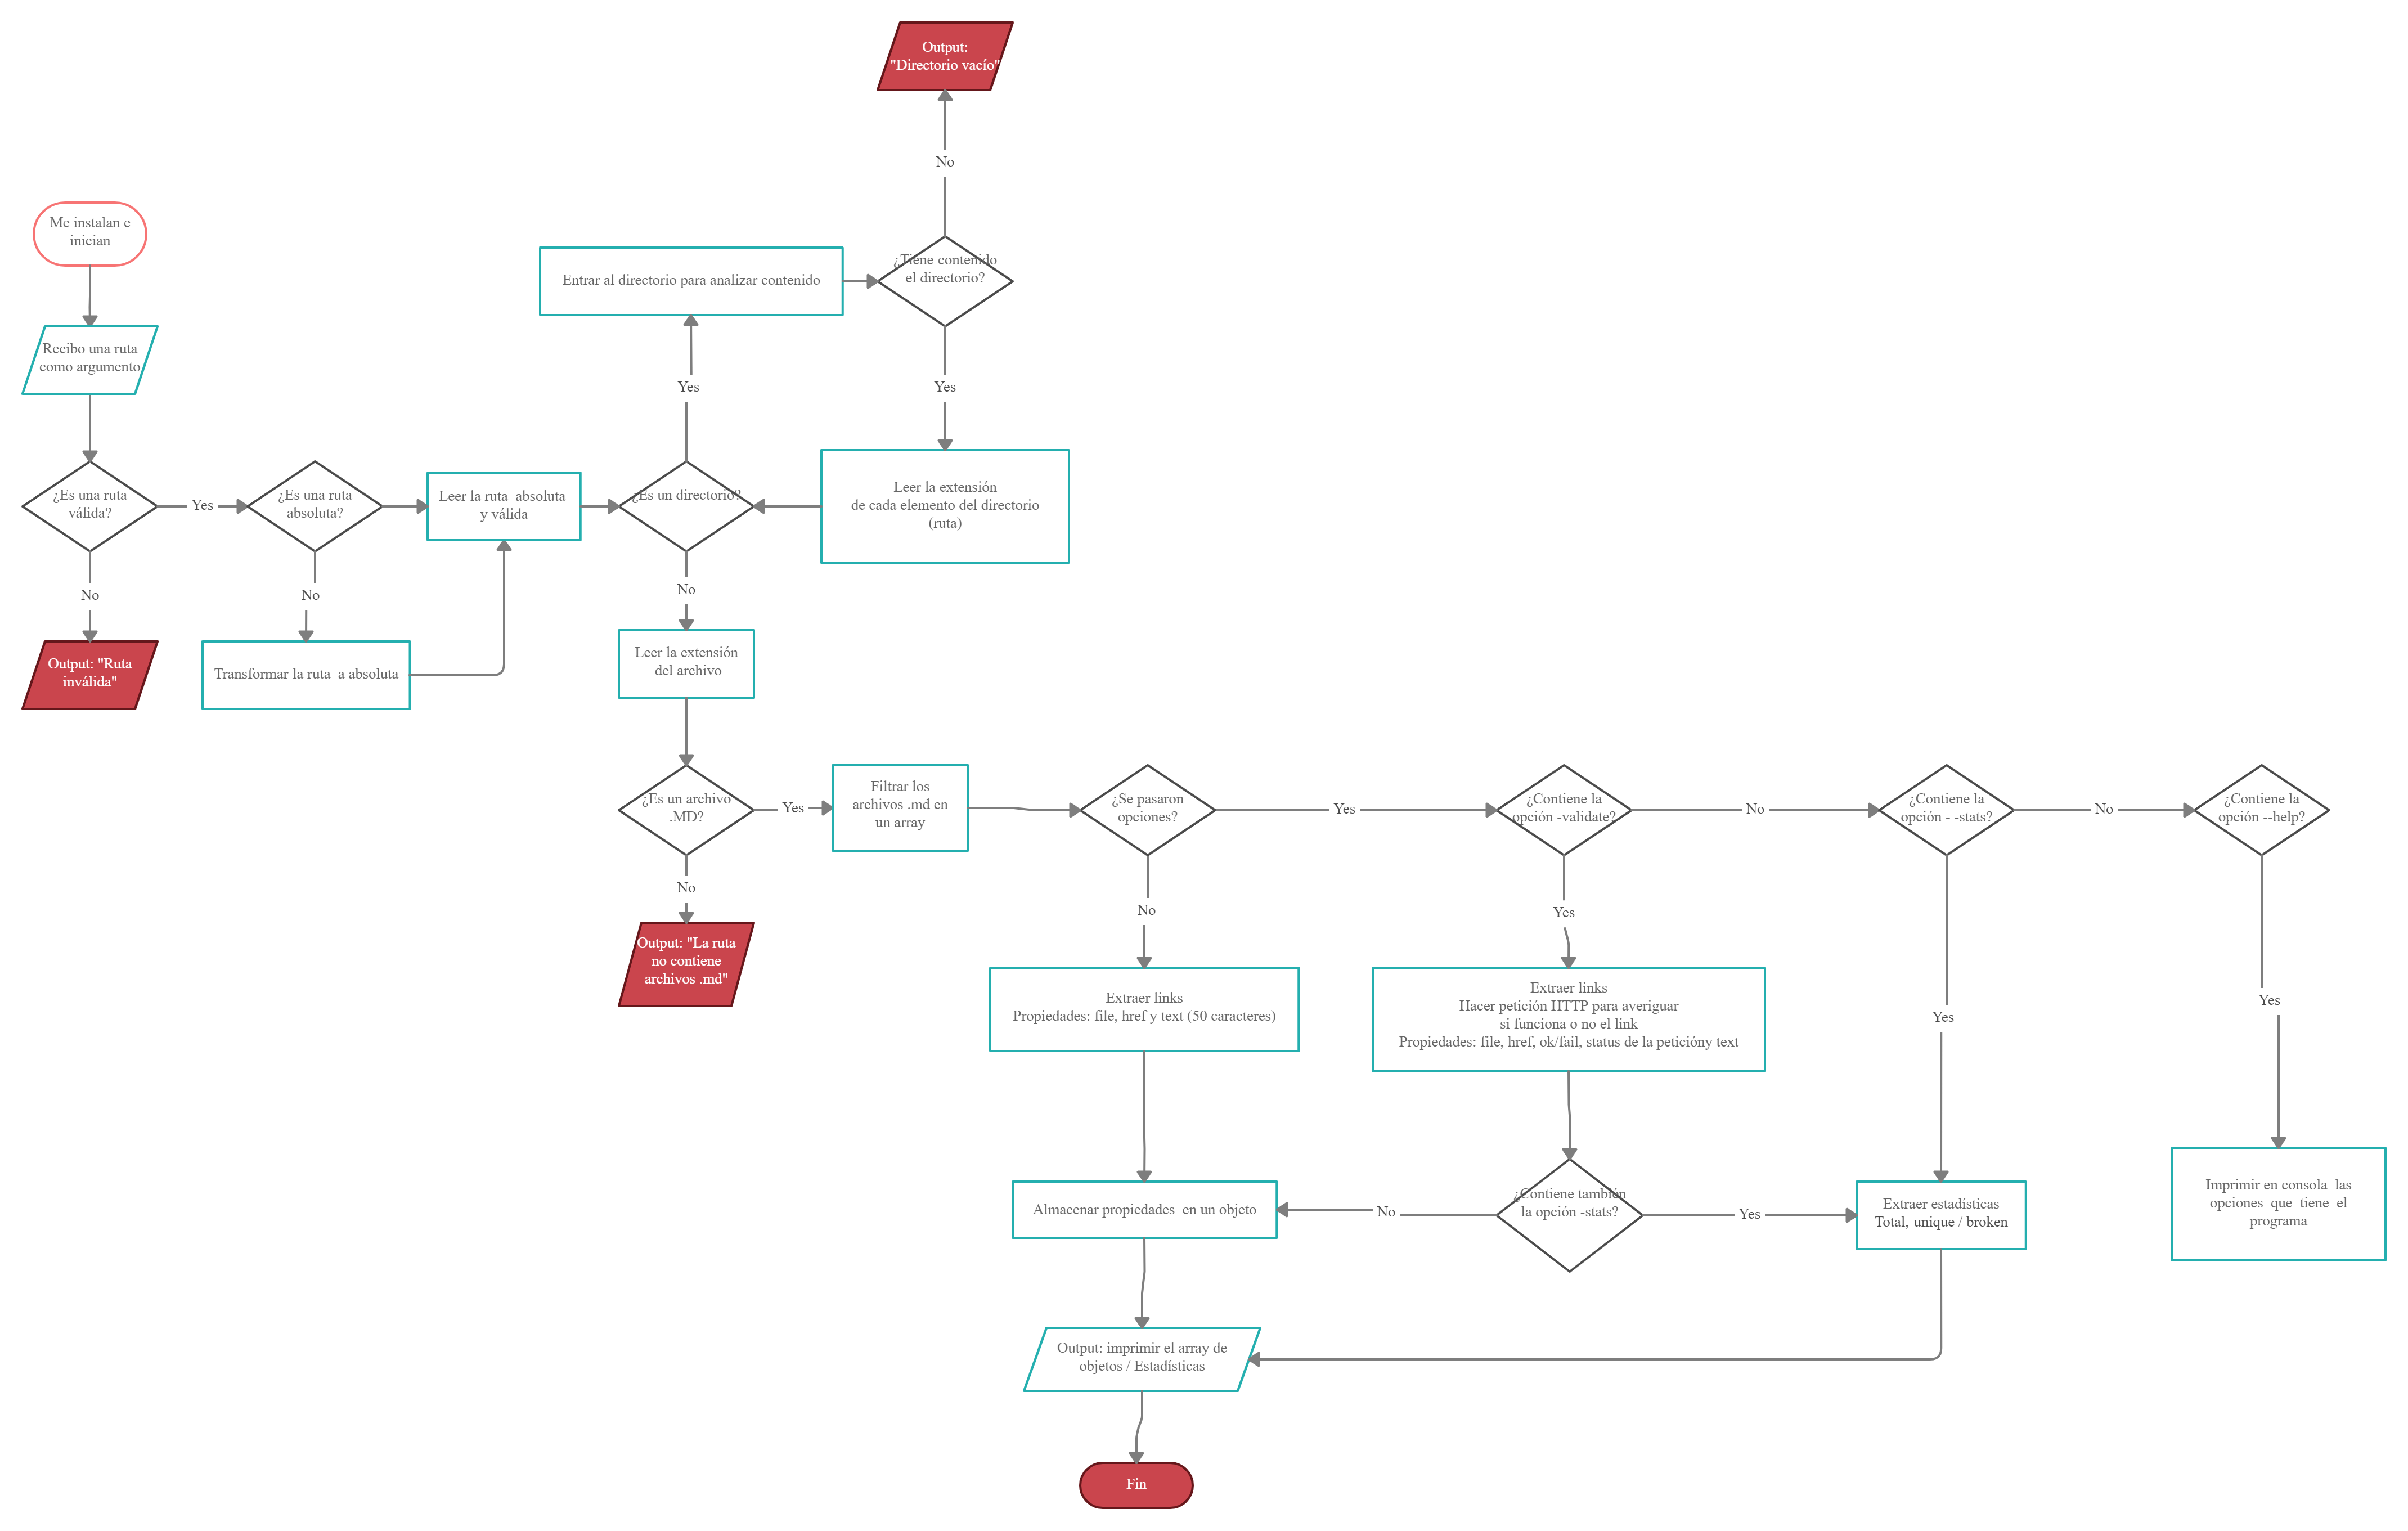 Output:
"Directorio vacío"
No
Me instalan e
inician
¿Tiene contenido
el directorio?
Entrar al directorio para analizar contenido
Recibo una ruta
como argumento
Yes
Yes
¿Es una ruta
válida?
Yes
¿Es una ruta
absoluta?
Leer la ruta  absoluta
y válida
¿Es un directorio?
Leer la extensión
de cada elemento del directorio
(ruta)
No
No
No
Output: "Ruta
inválida"
Transformar la ruta  a absoluta
Leer la extensión
del archivo
¿Es un archivo
.MD?
Yes
Filtrar los
archivos .md en
un array
¿Se pasaron
opciones?
Yes
¿Contiene la
opción -validate?
No
¿Contiene la
opción - -stats?
No
¿Contiene la
opción --help?
No
No
Yes
Output: "La ruta
no contiene
archivos .md"
Extraer links
Propiedades: file, href y text (50 caracteres)
Extraer links
Hacer petición HTTP para averiguar
si funciona o no el link
Propiedades: file, href, ok/fail, status de la peticióny text
Yes
Yes
Almacenar propiedades  en un objeto
No
¿Contiene también
la opción -stats?
Yes
Extraer estadísticas
Total, unique / broken
Imprimir en consola  las
opciones  que  tiene  el
programa
Output: imprimir el array de
objetos / Estadísticas
Fin